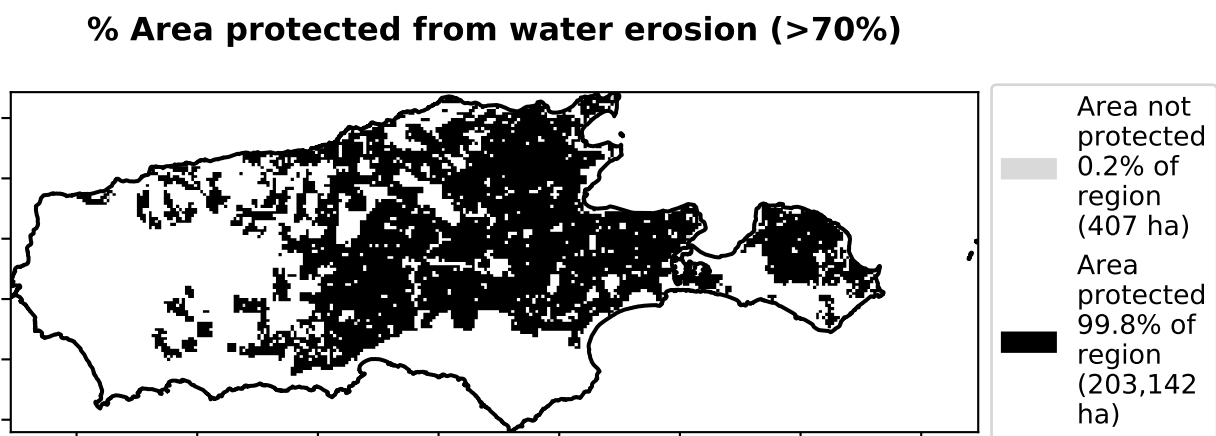 % Area protected from water erosion (>70%)
Area not
protected
0.2% of
region
(407 ha)
Area
protected
99.8% of
region
(203,142
ha)